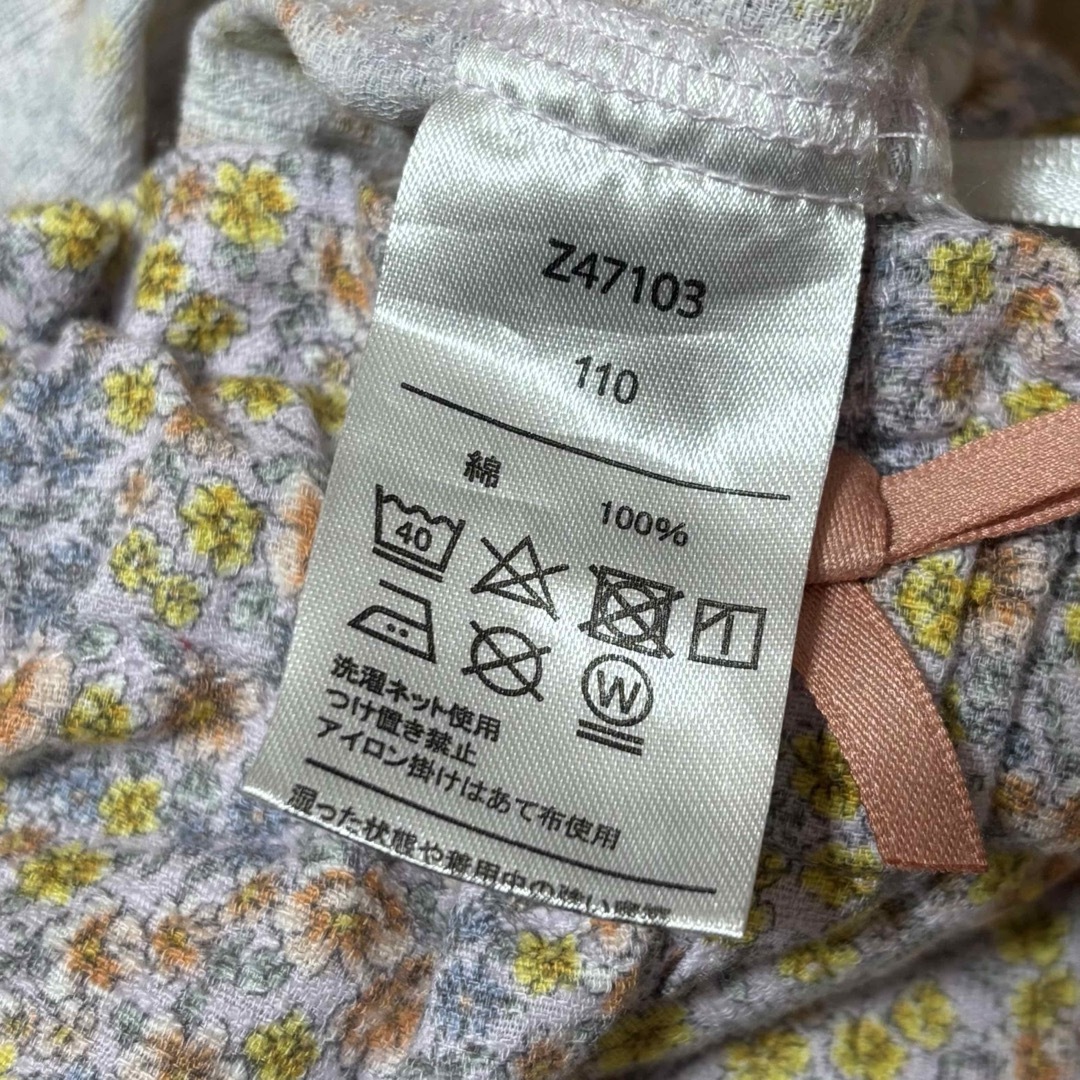 Z47103
110
綿
100%
40
W
洗濯ネット使用
つけ置き禁止
アイロン掛けはあて布使用
湿った状態や着用中の強い摩擦